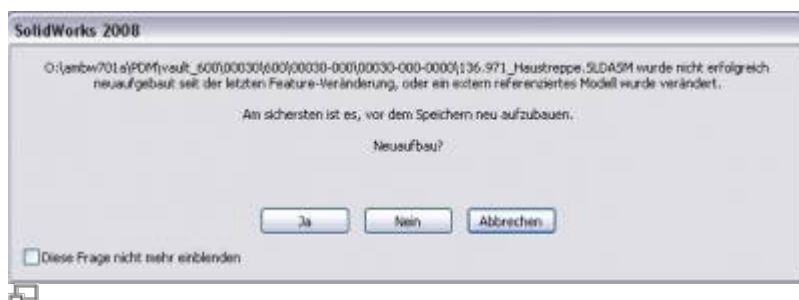 SolidWorks 2008
O:\ambw701a\PDM\vault_600\00030\600\00030-000\00030-000-0000\136.971_Haustreppe.SLDASM wurde nicht erfolgreich
neuaufgebaut seit der letzten Feature-Veränderung, oder ein extern referenziertes Modell wurde verändert.
Am sichersten ist es, vor dem Speichern neu aufzubauen.
Neuaufbau?
Ja Nein Abbrechen
Diese Frage nicht mehr einblenden